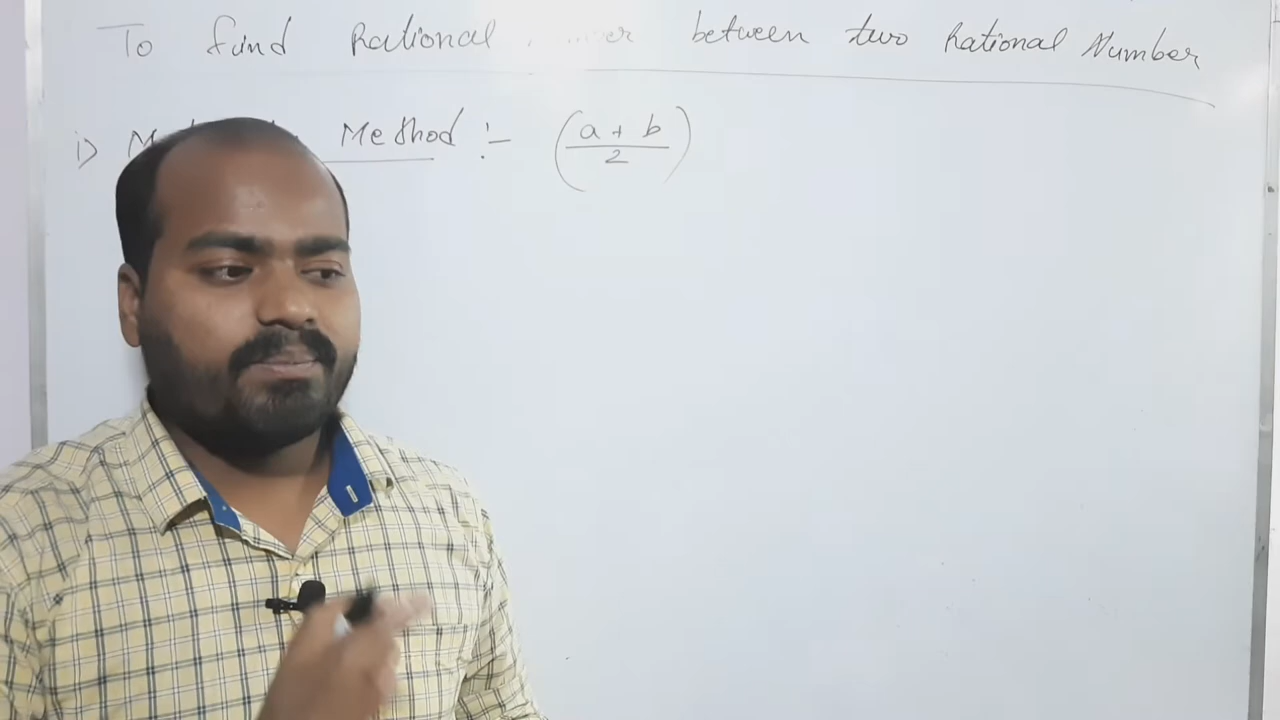 To find Rational between two Rational Number
i) Method :- (a + b / 2)